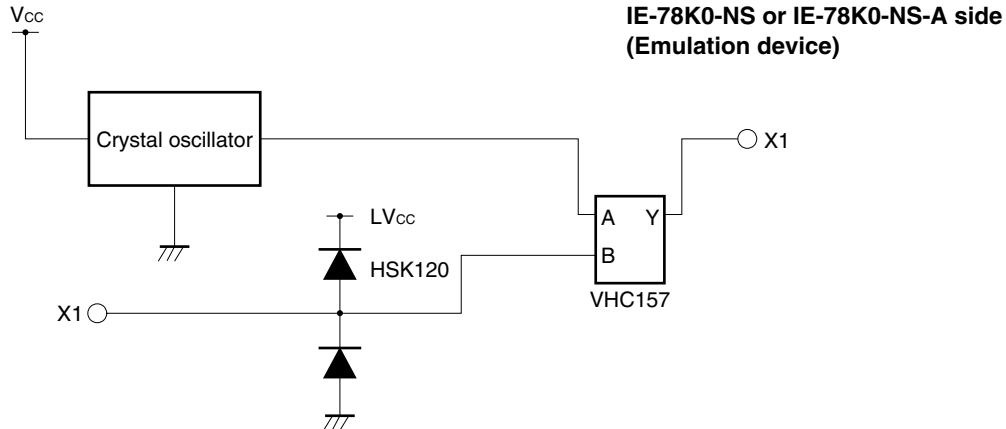 VCC
IE-78K0-NS or IE-78K0-NS-A side
(Emulation device)
Crystal oscillator
X1
A Y
B
VHC157
LVCC
HSK120
X1